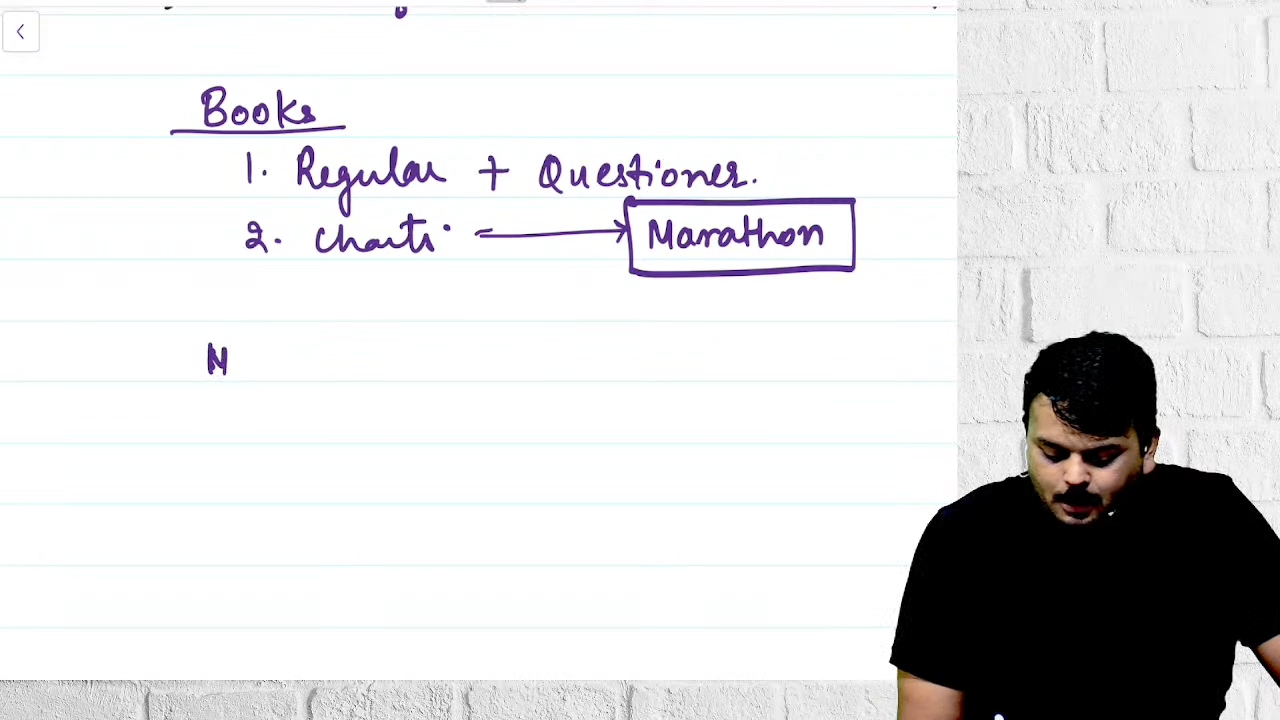 Books
1. Regular + Questioner.
2. Charts → Marathon
N